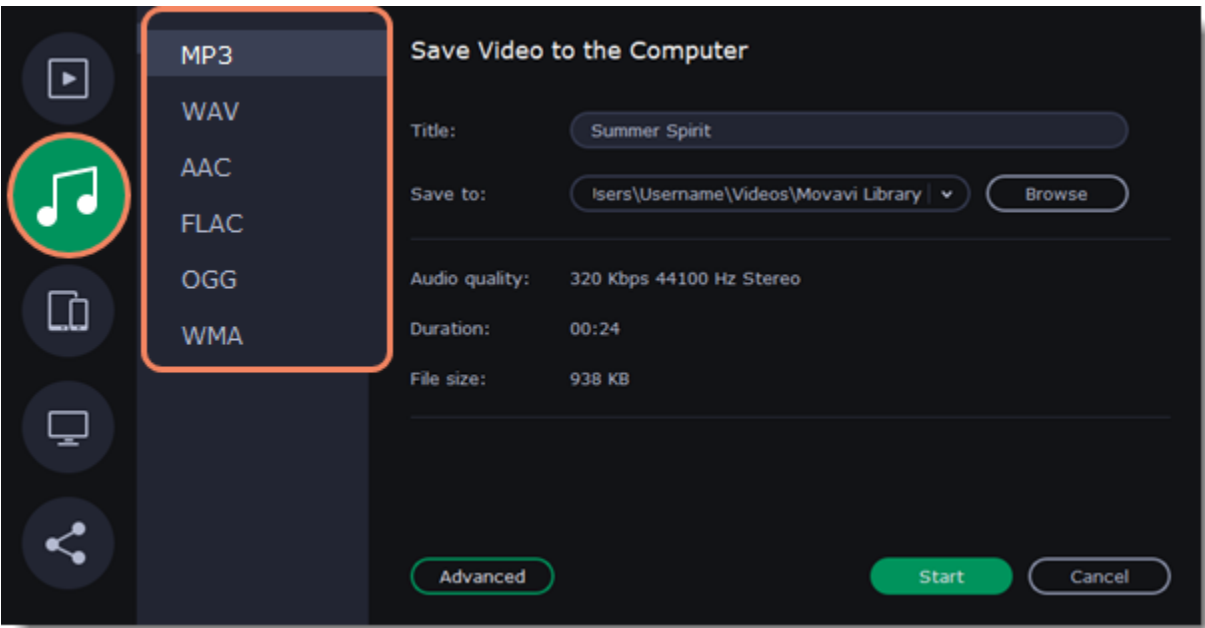 MP3
WAV
AAC
FLAC
OGG
WMA
Save Video to the Computer
Title: Summer Spirit
Save to: sers\Username\Videos\Movavi Library Browse
Audio quality: 320 Kbps 44100 Hz Stereo
Duration: 00:24
File size: 938 KB
Advanced Start Cancel